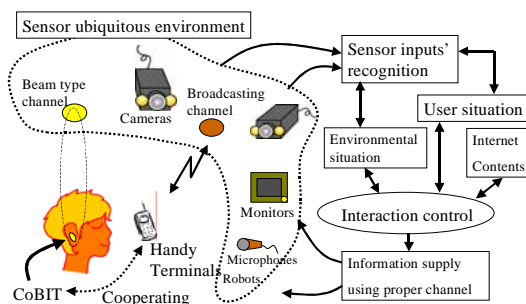 Sensor ubiquitous environment
Beam type
channel
Cameras
Broadcasting
channel
Monitors
Microphones
Robots
Handy
Terminals
CoBIT
Cooperating
Sensor inputs'
recognition
User situation
Environmental
situation
Internet
Contents
Interaction control
Information supply
using proper channel